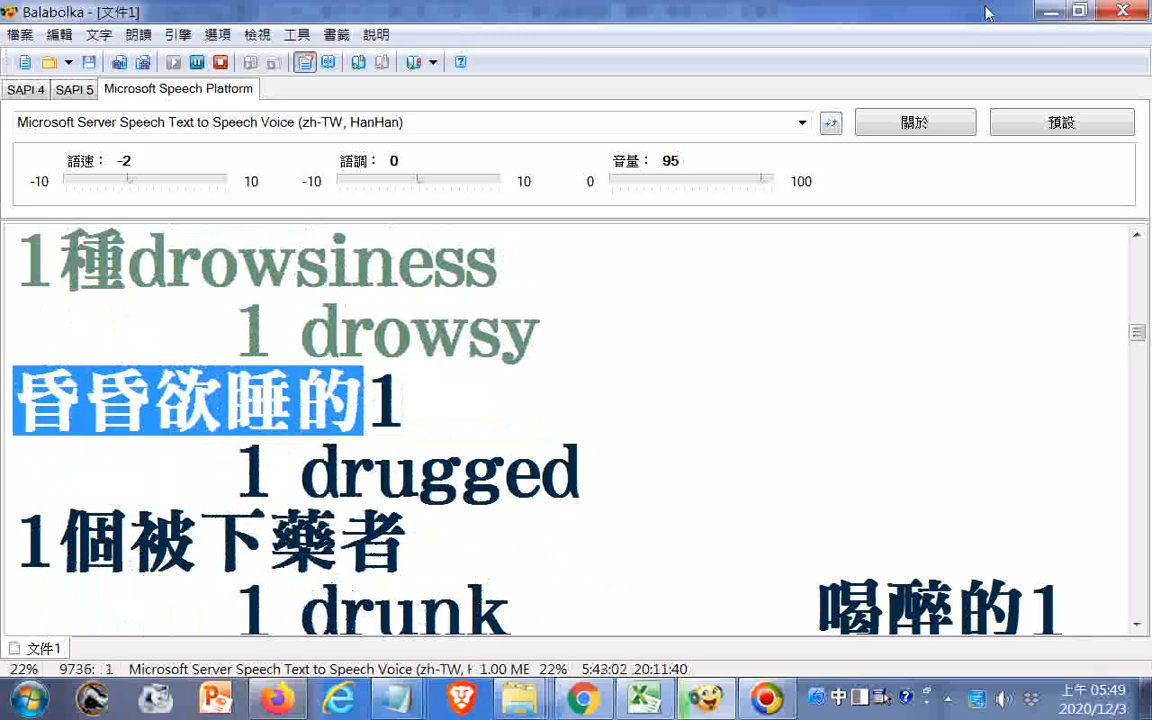 Balabolka - [文件1]
檔案 編輯 文字 朗讀 引擎 選項 檢視 工具 書籤 說明
SAPI 4 SAPI 5 Microsoft Speech Platform
Microsoft Server Speech Text to Speech Voice (zh-TW, HanHan) 關於 預設
語速： -2 語調： 0 音量： 95
-10 10 -10 10 0 100
1種drowsiness
1 drowsy
昏昏欲睡的1
1 drugged
1個被下藥者
1 drunk 喝醉的1
文件1
22% 9736: 1 Microsoft Server Speech Text to Speech Voice (zh-TW, 1.00 ME 22% 5:43:02 20:11:40
中 上午 05:49
2020/12/3